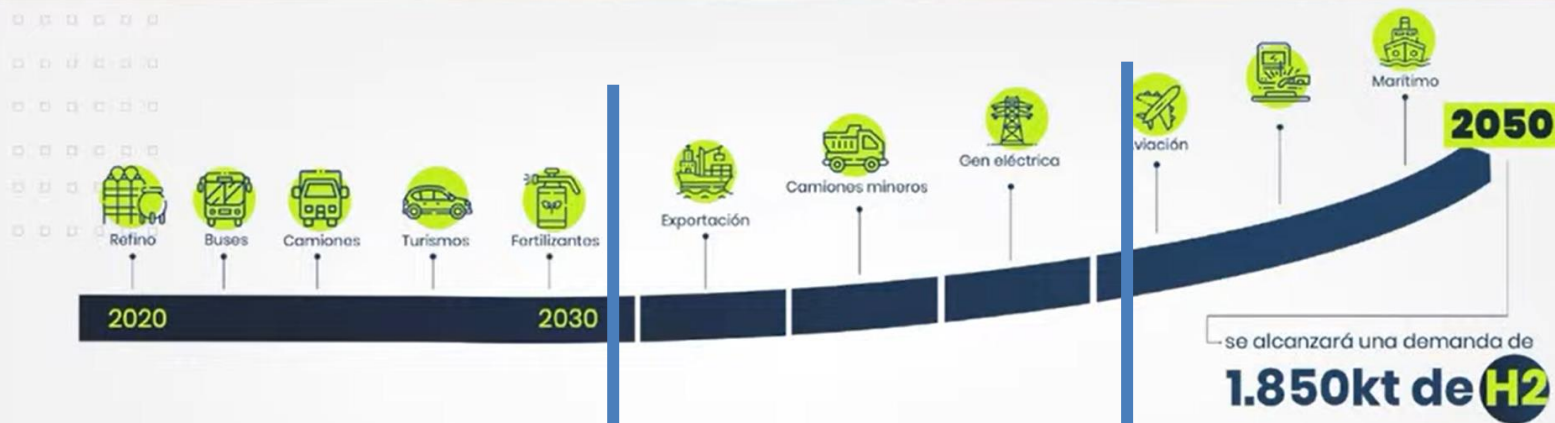 Refino
Buses
Camiones
Turismos
Fertilizantes
Exportación
Camiones mineros
Gen eléctrica
viación
Marítimo
2020
2030
2050
se alcanzará una demanda de
1.850kt de H2